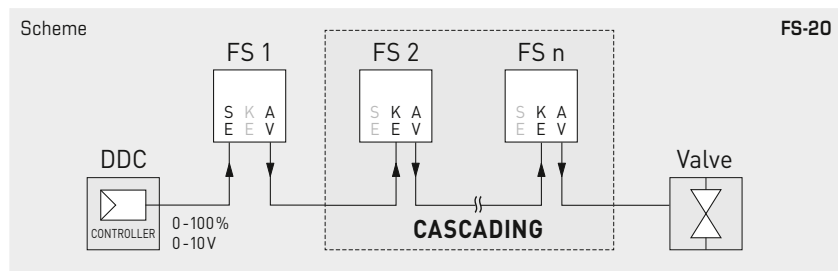 Scheme
FS-20
FS 1
FS 2
FS n
S K A
E E V
S K A
E E V
S K A
E E V
DDC
CONTROLLER
0-100%
0-10V
CASCADING
Valve